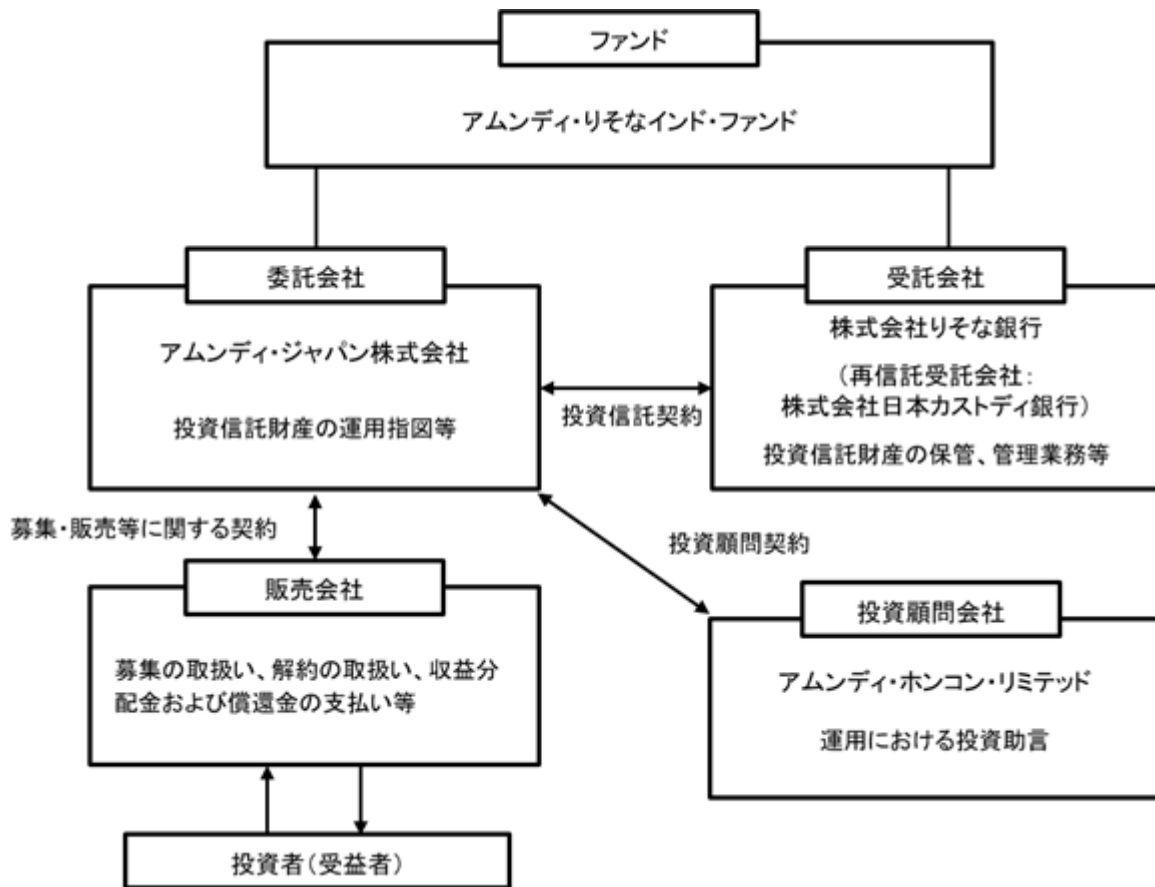 ファンド
アムンディ・りそなインド・ファンド
委託会社
アムンディ・ジャパン株式会社
投資信託財産の運用指図等
投資信託契約
受託会社
株式会社りそな銀行
（再信託受託会社：
株式会社日本カストディ銀行）
投資信託財産の保管、管理業務等
募集・販売等に関する契約
投資顧問契約
販売会社
募集の取扱い、解約の取扱い、収益分
配金および償還金の支払い等
投資顧問会社
アムンディ・ホンコン・リミテッド
運用における投資助言
投資者（受益者）